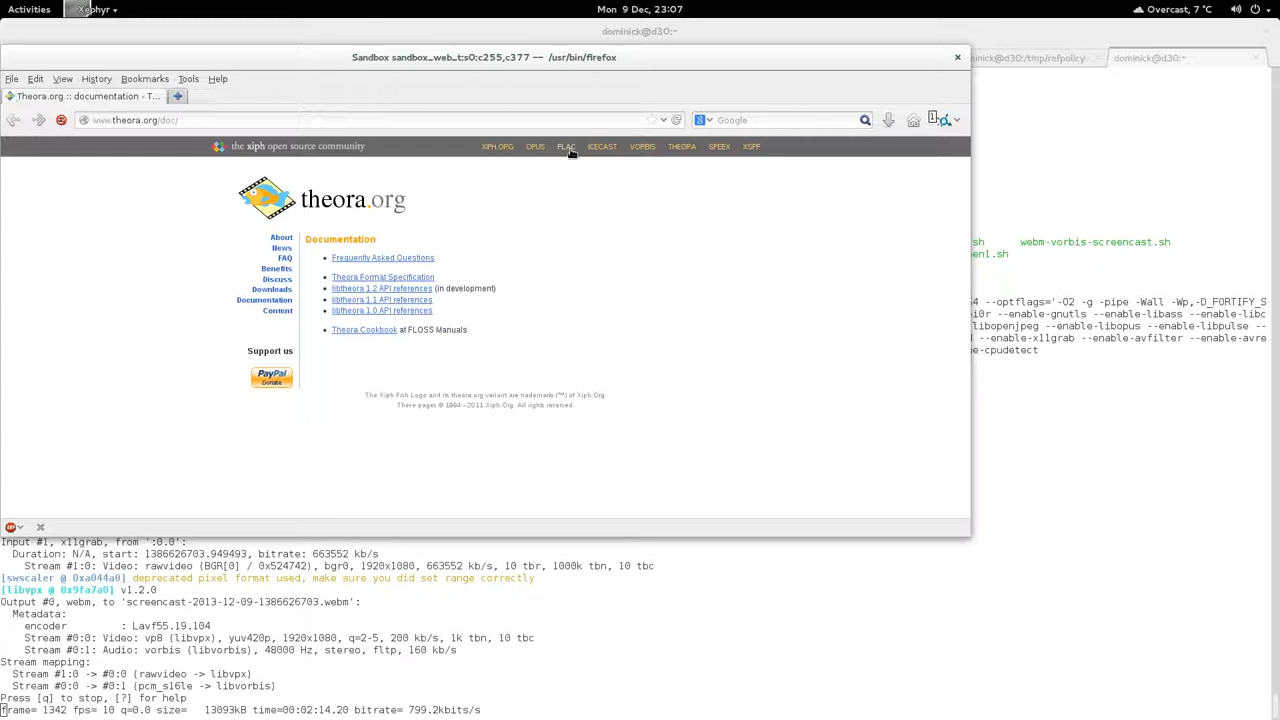 Activities Xephyr Mon 9 Dec, 23:07 Overcast, 7 °C
dominick@d30:~
Sandbox sandbox_web_t:s0:c255,c377 -- /usr/bin/firefox
dominick@d30:~
File Edit View History Bookmarks Tools Help
Theora.org :: documentation - T...
www.theora.org/doc/ Google
the xiph open source community XIPH.ORG OPUS FLAC ICECAST VORBIS THEORA SPEEX XSPF
theora.org
About
News
FAQ
Benefits
Discuss
Downloads
Documentation
Content
Support us
PayPal
Donate
Documentation
Frequently Asked Questions
Theora Format Specification
libtheora 1.2 API references (in development)
libtheora 1.1 API references
libtheora 1.0 API references
Theora Cookbook at FLOSS Manuals
The Xiph Fish Logo and its theora.org variant are trademarks (™) of Xiph.Org.
These pages © 1994 - 2011 Xiph.Org. All rights reserved.
inick@d30:/tmp/refpolicy
sh webm-vorbis-screencast.sh
en1.sh
4 --optflags='-O2 -g -pipe -Wall -Wp,-D_FORTIFY_S
ei0r --enable-gnutls --enable-libass --enable-libc
libopenjpeg --enable-libopus --enable-libpulse --
d --enable-x11grab --enable-avfilter --enable-avre
e-cpudetect
Input #1, x11grab, from ':0.0':
Duration: N/A, start: 1386626703.949493, bitrate: 663552 kb/s
Stream #1:0: Video: rawvideo (BGR[0] / 0x524742), bgr0, 1920x1080, 663552 kb/s, 10 tbr, 1000k tbn, 10 tbc
[swscaler @ 0xa044a0] deprecated pixel format used, make sure you did set range correctly
[libvpx @ 0x9fa7a0] v1.2.0
Output #0, webm, to 'screencast-2013-12-09-1386626703.webm':
Metadata:
encoder : Lavf55.19.104
Stream #0:0: Video: vp8 (libvpx), yuv420p, 1920x1080, q=2-5, 200 kb/s, 1k tbn, 10 tbc
Stream #0:1: Audio: vorbis (libvorbis), 48000 Hz, stereo, fltp, 160 kb/s
Stream mapping:
Stream #1:0 -> #0:0 (rawvideo -> libvpx)
Stream #0:0 -> #0:1 (pcm_s16le -> libvorbis)
Press [q] to stop, [?] for help
frame= 1342 fps= 10 q=0.0 size= 13093kB time=00:02:14.20 bitrate= 799.2kbits/s